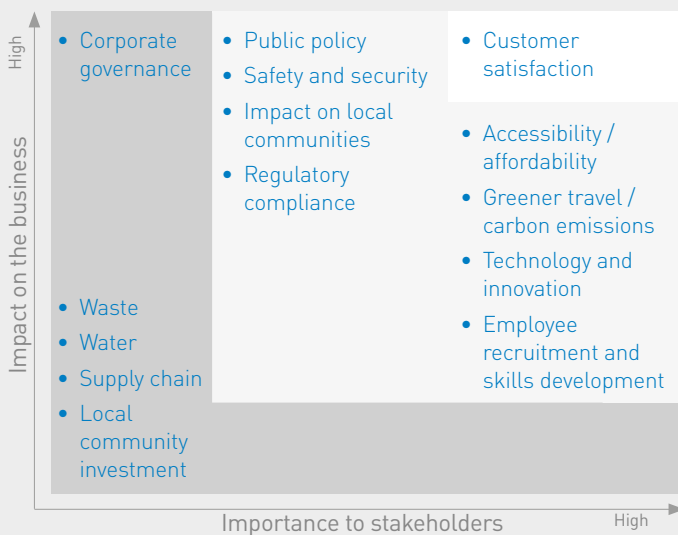 High
Impact on the business
• Corporate
governance
• Waste
• Water
• Supply chain
• Local
community
investment
• Public policy
• Safety and security
• Impact on local
communities
• Regulatory
compliance
• Customer
satisfaction
• Accessibility /
affordability
• Greener travel /
carbon emissions
• Technology and
innovation
• Employee
recruitment and
skills development
Importance to stakeholders
High